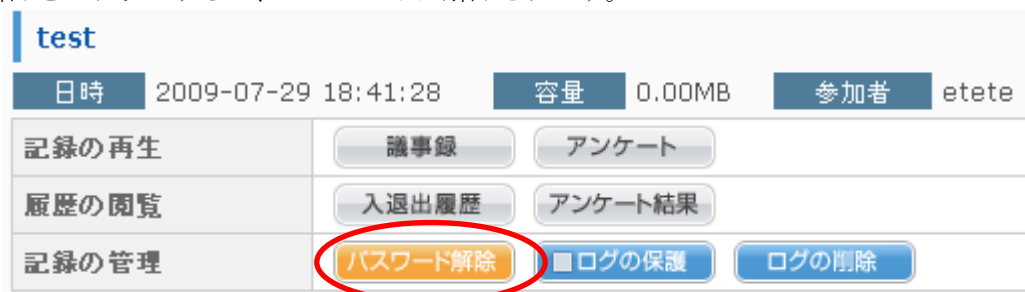 test
日時 2009-07-29 18:41:28 容量 0.00MB 参加者 etete
記録の再生 議事録 アンケート
履歴の閲覧 入退出履歴 アンケート結果
記録の管理 パスワード解除 ログの保護 ログの削除